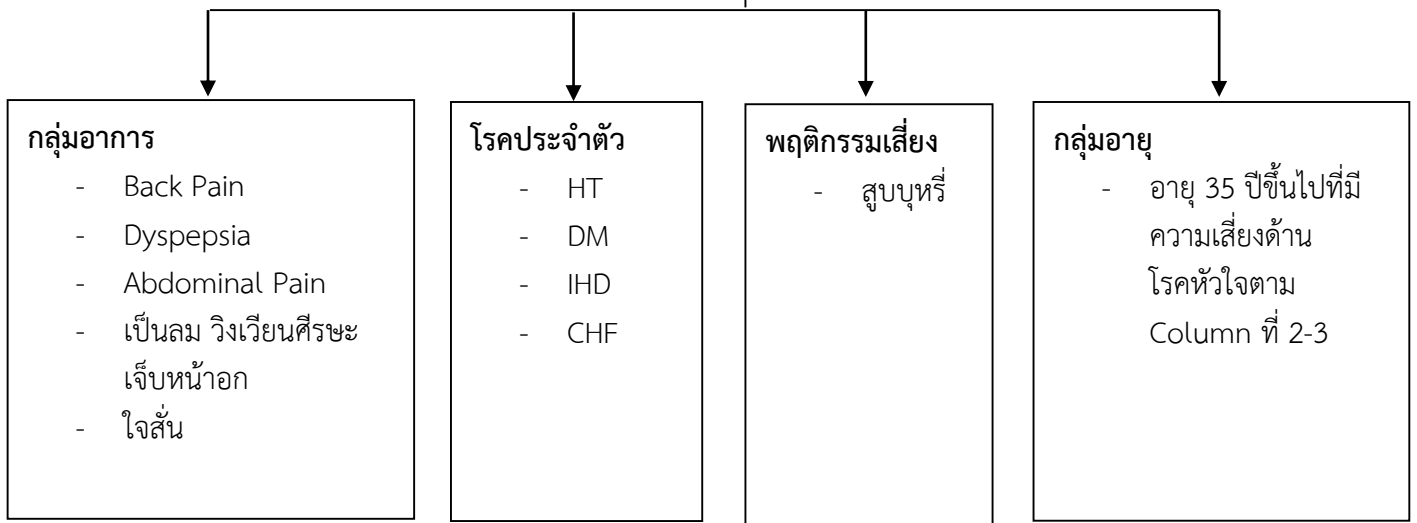 กลุ่มอาการ
- Back Pain
- Dyspepsia
- Abdominal Pain
- เป็นลม วิงเวียนศีรษะ
เจ็บหน้าอก
- ใจสั่น
โรคประจำตัว
- HT
- DM
- IHD
- CHF
พฤติกรรมเสี่ยง
- สูบบุหรี่
กลุ่มอายุ
- อายุ 35 ปีขึ้นไปที่มี
ความเสี่ยงด้าน
โรคหัวใจตาม
Column ที่ 2-3